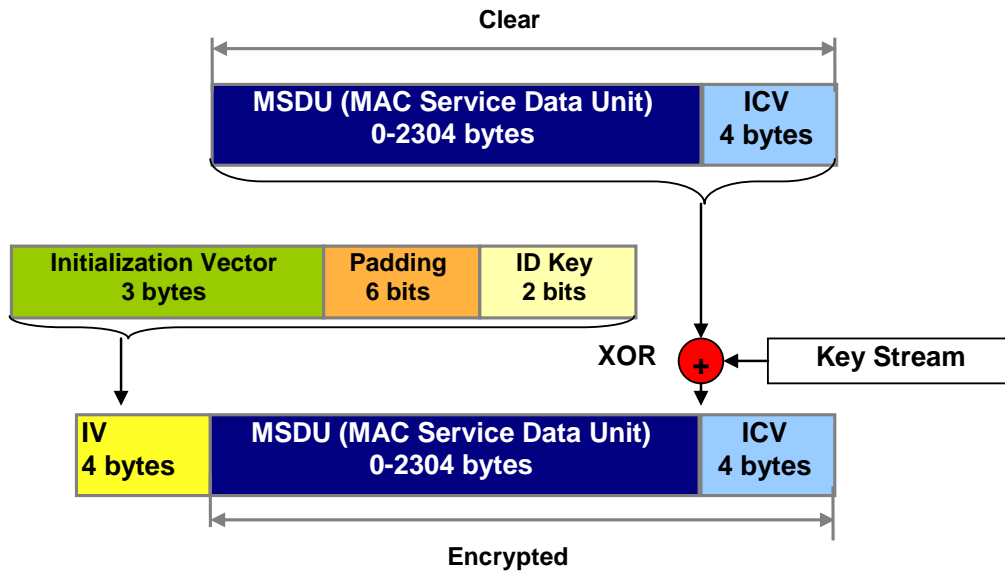 Clear
MSDU (MAC Service Data Unit)
0-2304 bytes
ICV
4 bytes
Initialization Vector
3 bytes
Padding
6 bits
ID Key
2 bits
XOR
+
Key Stream
IV
4 bytes
MSDU (MAC Service Data Unit)
0-2304 bytes
ICV
4 bytes
Encrypted